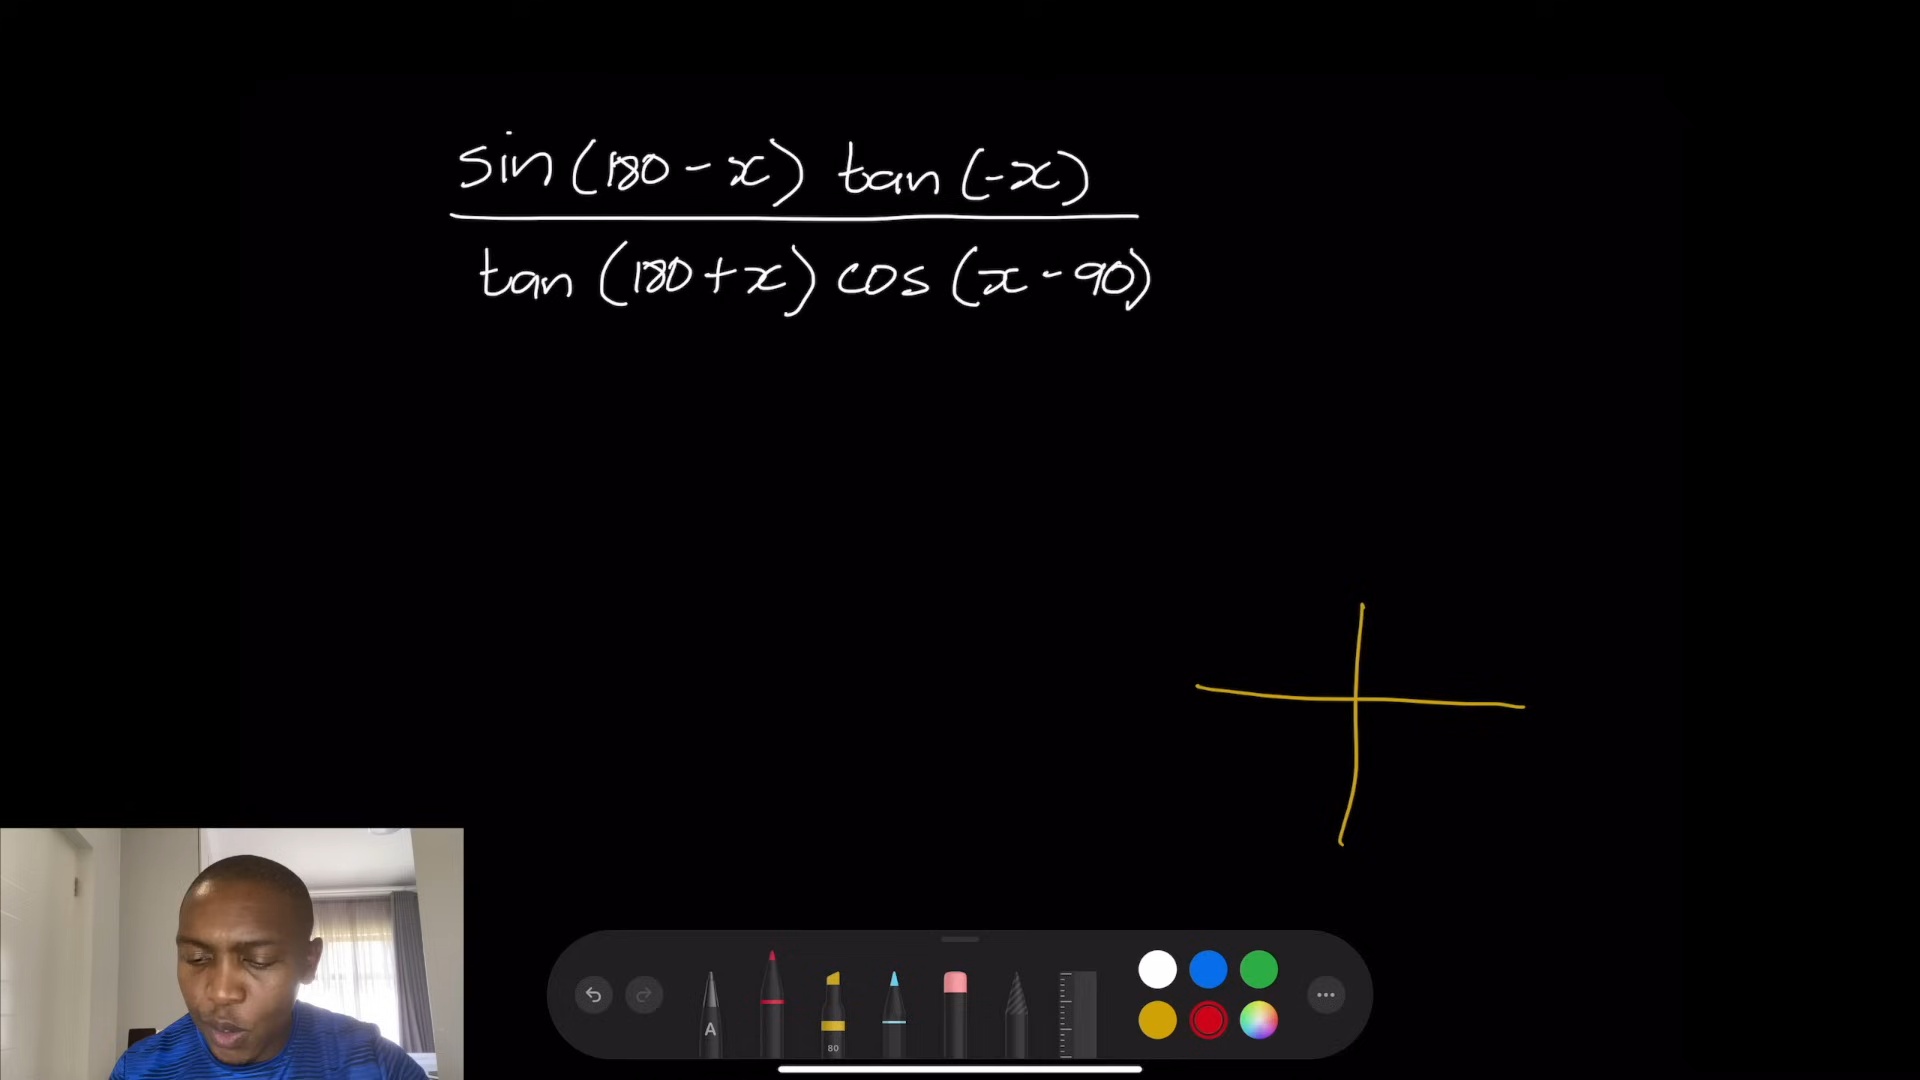 sin (180 - x) tan (-x)
tan (180 + x) cos (x - 90)
A
80